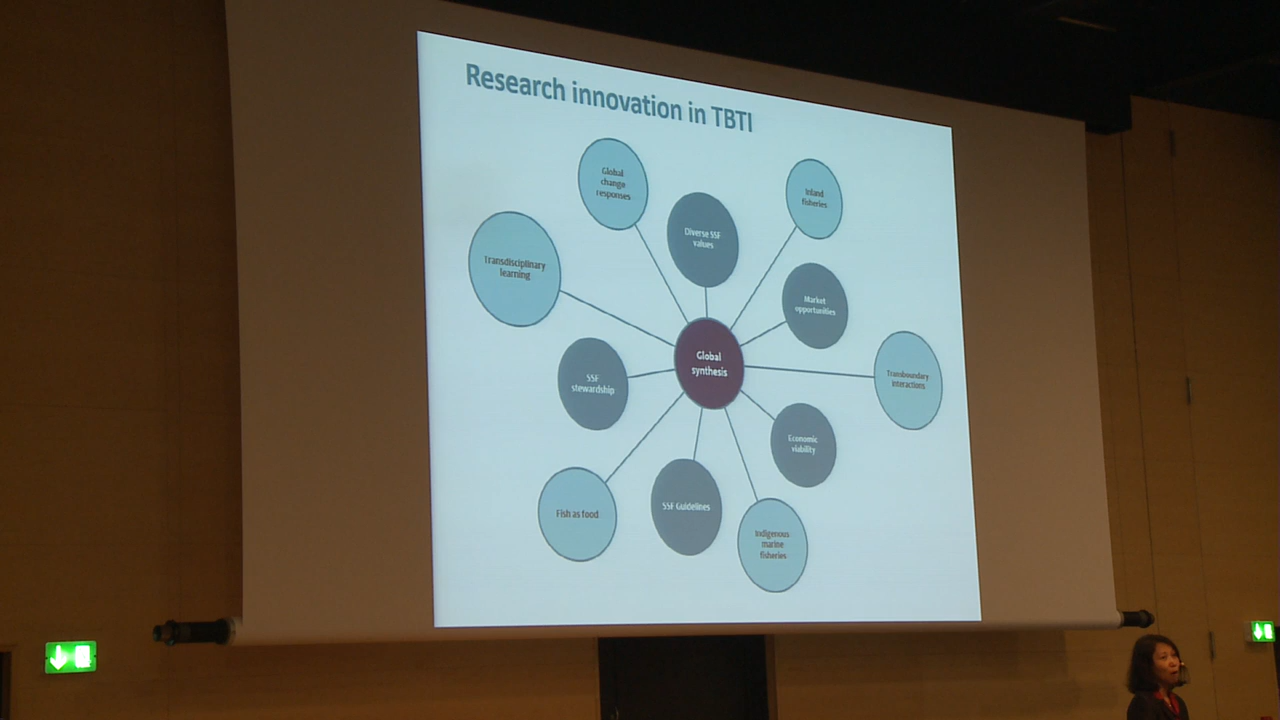 Research innovation in TBTI
Global
change
responses
Inland
fisheries
Diverse SSF
values
Transdisciplinary
learning
Market
opportunities
Global
synthesis
SSF
stewardship
Transboundary
interactions
Economic
viability
Fish as food
SSF Guidelines
Indigenous
marine
fisheries